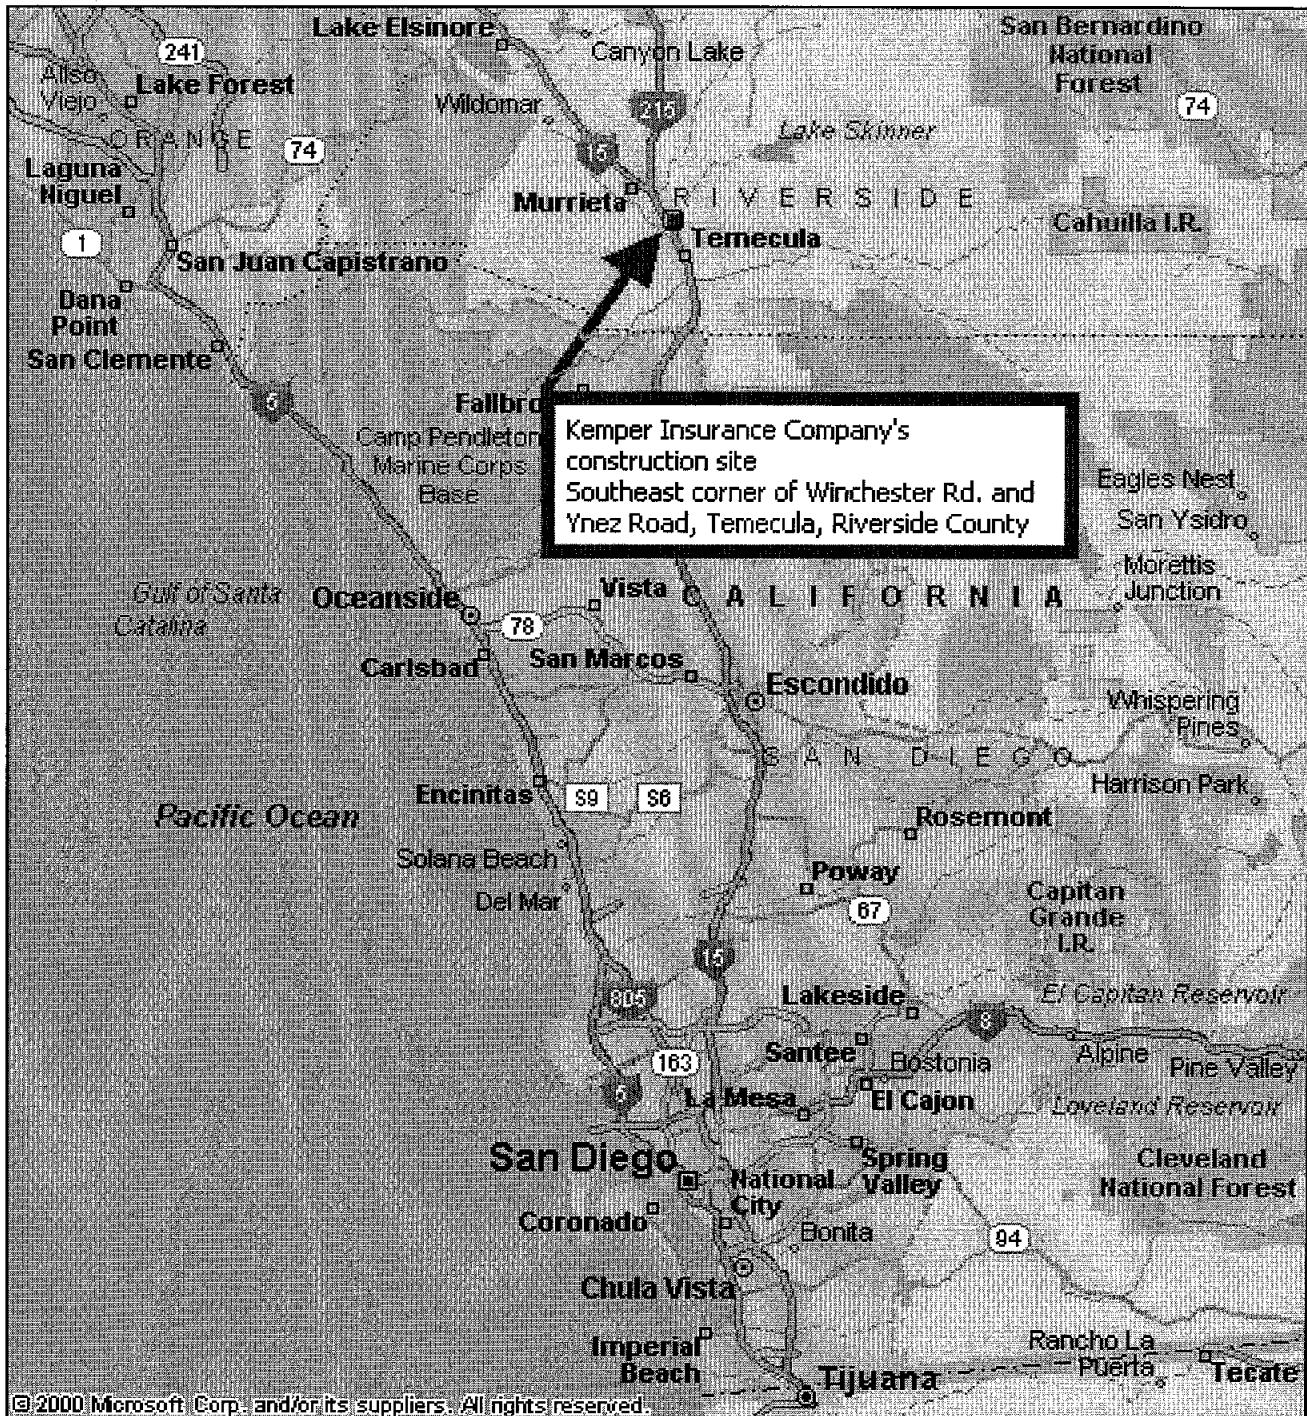 Lake Elsinore
Canyon Lake
San Bernardino
National
Forest
241
Aliso
Viejo
Lake Forest
Wildomar
215
74
ORANGE
74
15
Lake Skinner
Laguna
Niguel
Murrieta
RIVERSIDE
Cahuilla I.R.
1
Temecula
San Juan Capistrano
Dana
Point
San Clemente
5
Fallbro
Camp Pendleton
Marine Corps
Base
Kemper Insurance Company's
construction site
Southeast corner of Winchester Rd. and
Ynez Road, Temecula, Riverside County
Eagles Nest
San Ysidro
Morettis
Junction
Gulf of Santa
Catalina
Oceanside
Vista
CALIFORNIA
78
Carlsbad
San Marcos
Escondido
Whispering
Pines
SAN DIEGO
Harrison Park
Encinitas
S9
S6
Pacific Ocean
Rosemont
Solana Beach
Poway
Del Mar
67
Capitan
Grande
I.R.
15
805
Lakeside
El Capitan Reservoir
8
163
Santee
Bostonia
Alpine
Pine Valley
5
La Mesa
El Cajon
Loveland Reservoir
San Diego
National
City
Spring
Valley
Cleveland
National Forest
Coronado
Bonita
94
Chula Vista
Imperial
Beach
Rancho La
Puerta
Tecate
Tijuana
© 2000 Microsoft Corp. and/or its suppliers. All rights reserved.